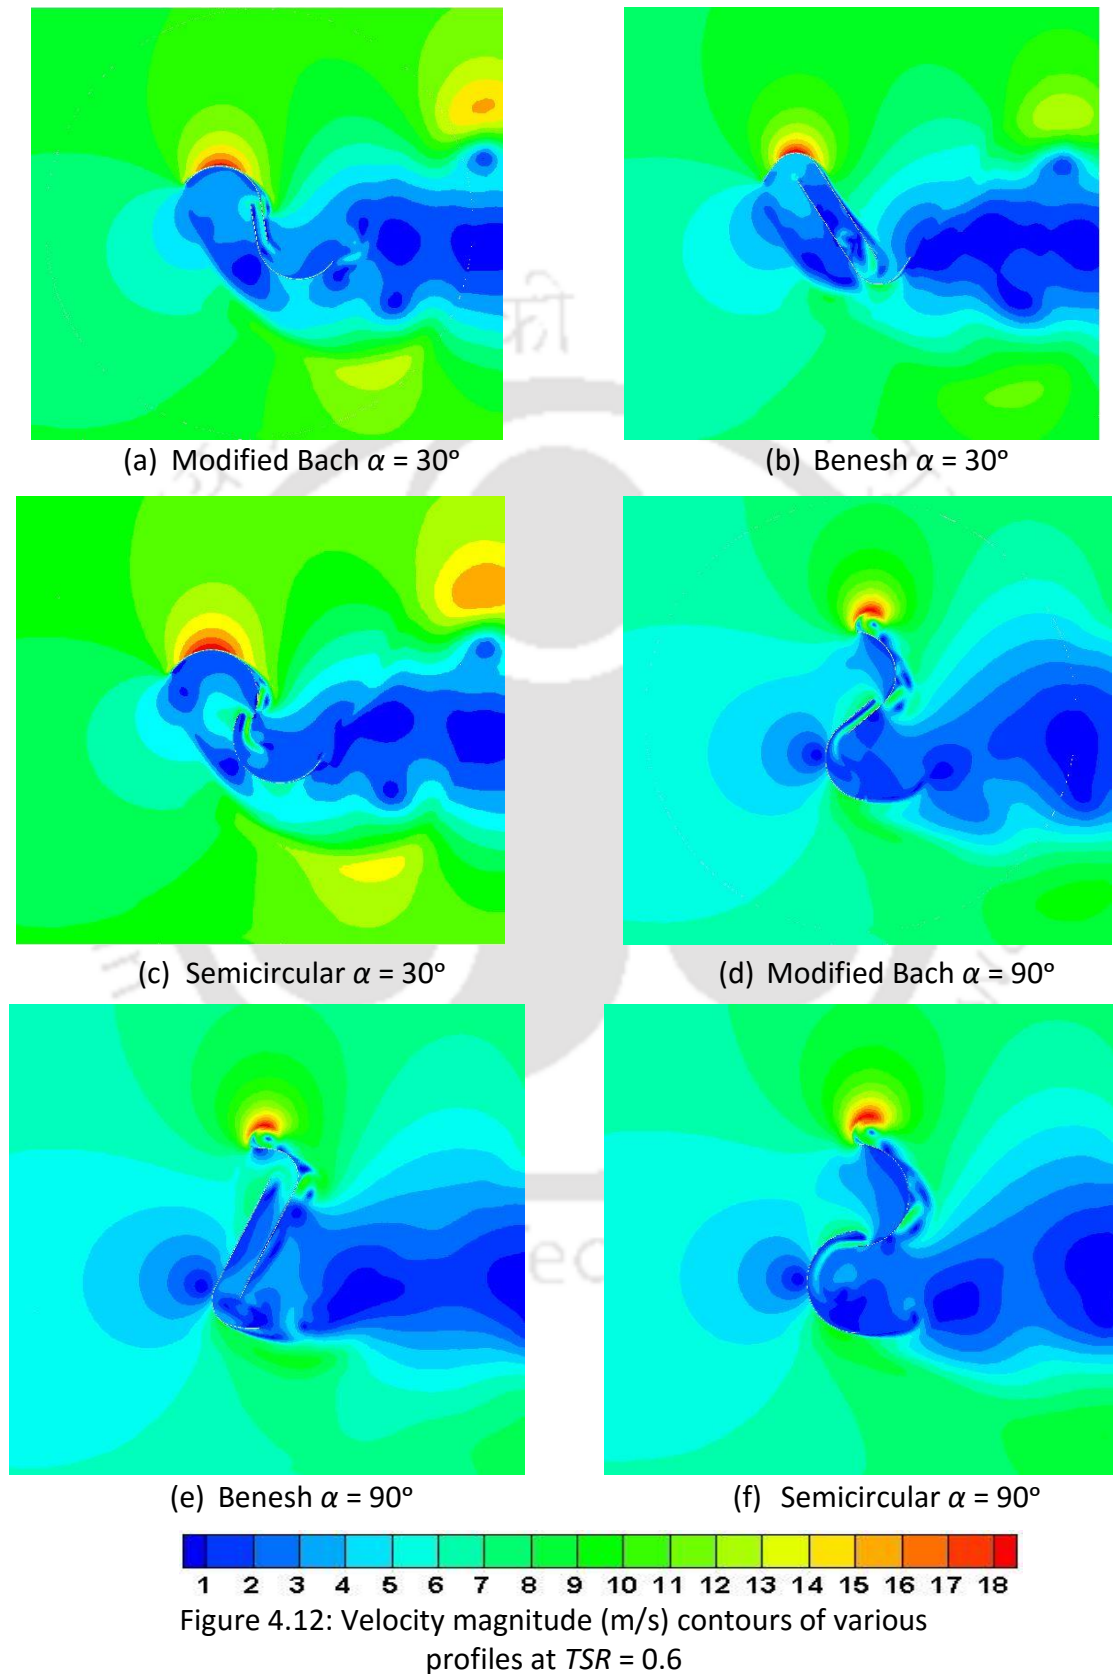 की
(a) Modified Bach α = 30°
(b) Benesh α = 30°
(c) Semicircular α = 30°
(d) Modified Bach α = 90°
(e) Benesh α = 90°
(f) Semicircular α = 90°
1 2 3 4 5 6 7 8 9 10 11 12 13 14 15 16 17 18
Figure 4.12: Velocity magnitude (m/s) contours of various
profiles at TSR = 0.6